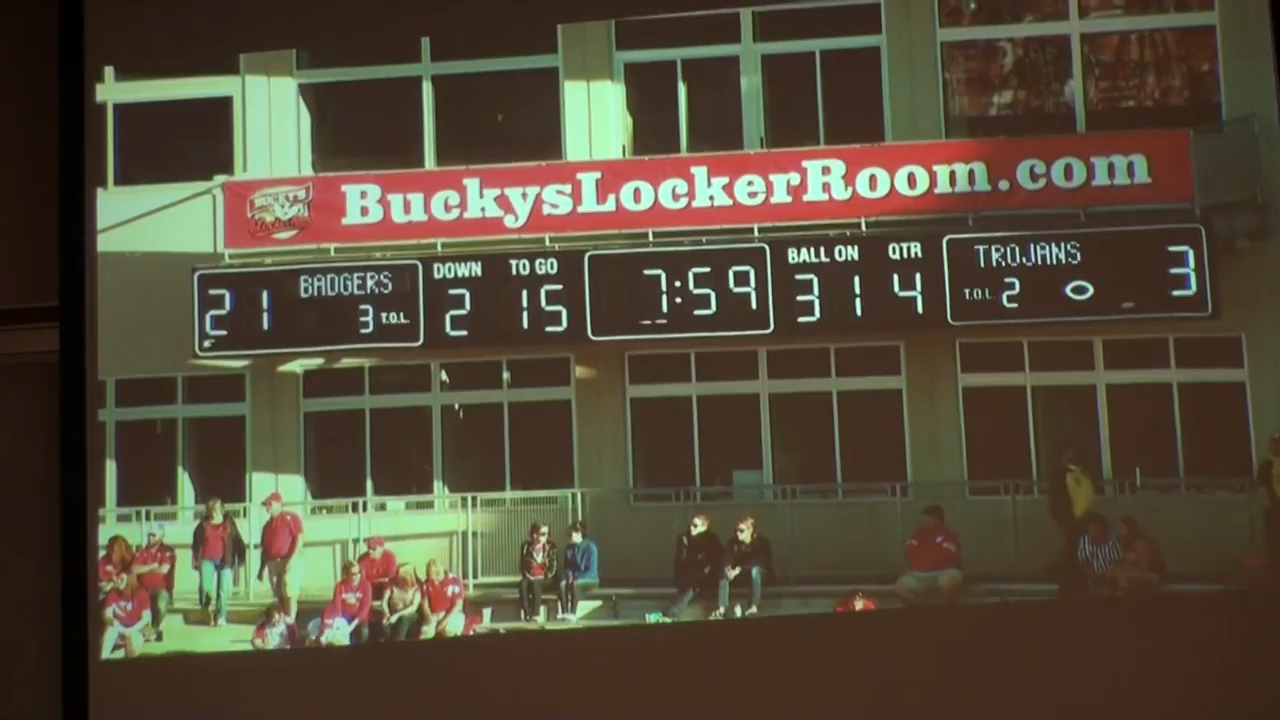 BUCKYS
BuckysLockerRoom.com
21 BADGERS 3 T.O.L.
DOWN 2
TO GO 15
7:59
BALL ON 31
QTR 4
TROJANS 3
T.O.L. 2